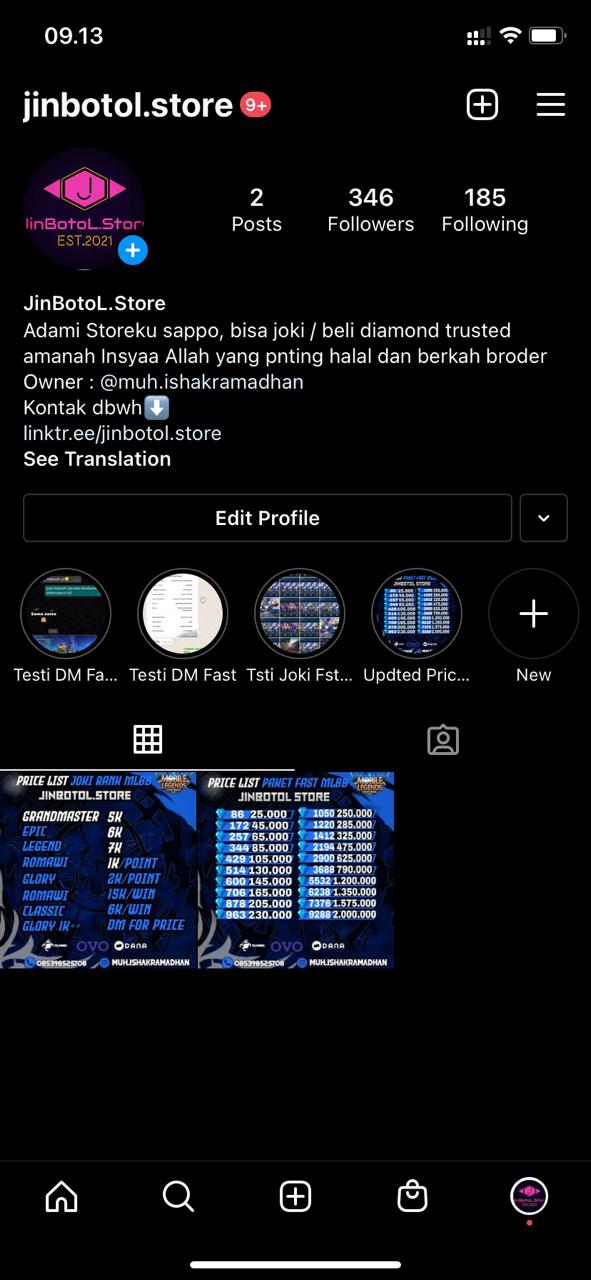 09.13
jinbotol.store 9+
JinBotoL.Stor
EST.2021
2 346 185
Posts Followers Following
JinBotoL.Store
Adami Storeku sappo, bisa joki / beli diamond trusted
amanah Insyaa Allah yang pnting halal dan berkah broder
Owner : @muh.ishakramadhan
Kontak dbwh⬇️
linktr.ee/jinbotol.store
See Translation
Edit Profile
Testi DM Fa... Testi DM Fast Tsti Joki Fst... Updted Pric... New
PRICE LIST JOKI RANK MLBB
MOBILE LEGENDS
JINBOTOL.STORE
GRANDMASTER 5K
EPIC 6K
LEGEND 7K
ROMAWI 1K/POINT
GLORY 2K/POINT
ROMAWI 15K/WIN
CLASSIC 6K/WIN
GLORY 1K++ DM FOR PRICE
OVO DANA
085398525708 MUH.ISHAKRAMADHAN
PRICE LIST PAKET FAST MLBB
MOBILE LEGENDS
JINBOTOL STORE
86 25.000 1050 250.000
172 45.000 1220 285.000
257 65.000 1412 325.000
344 85.000 2194 475.000
429 105.000 2900 625.000
514 130.000 3688 790.000
600 145.000 5532 1.200.000
706 165.000 6238 1.350.000
878 205.000 7376 1.575.000
963 230.000 9288 2.000.000
OVO DANA
085398525708 MUH.ISHAKRAMADHAN